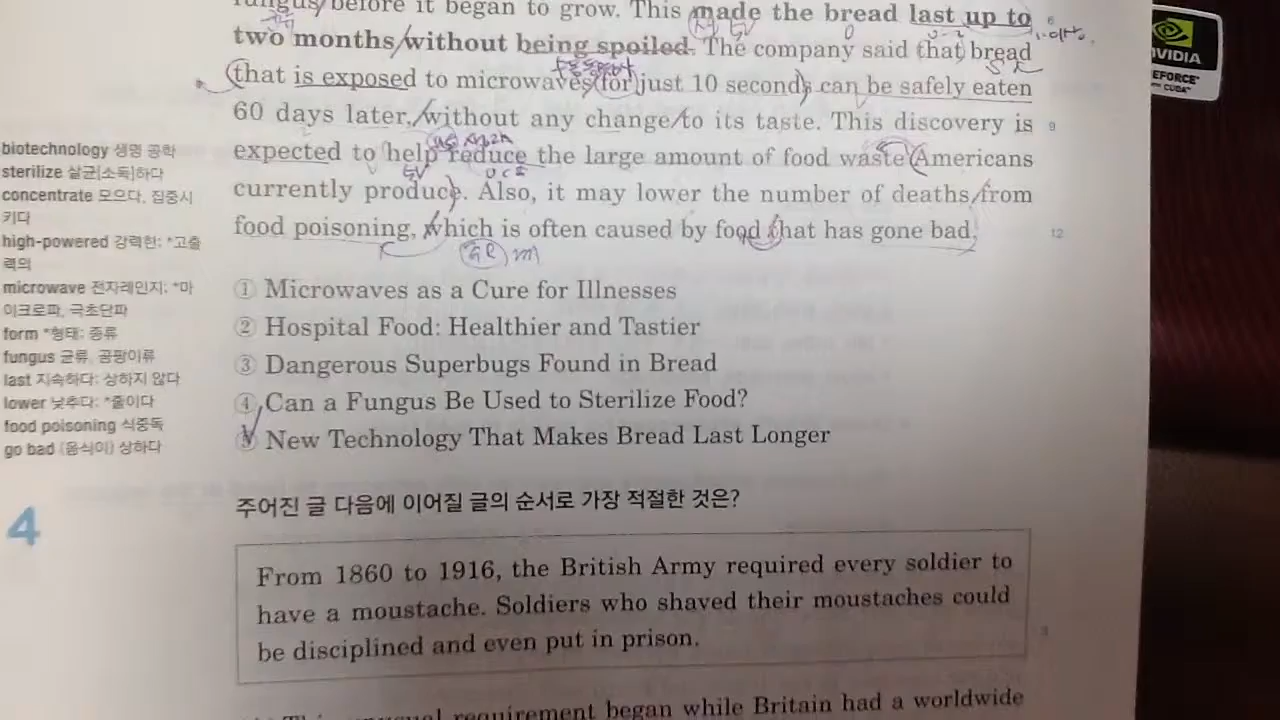 fungus before it began to grow. This made the bread last up to
two months without being spoiled. The company said that bread
that is exposed to microwaves for just 10 seconds can be safely eaten
60 days later, without any change to its taste. This discovery is
9
expected to help reduce the large amount of food waste Americans
currently produce. Also, it may lower the number of deaths from
food poisoning, which is often caused by food that has gone bad.
12
biotechnology 생명 공학
sterilize 살균[소독]하다
concentrate 모으다, 집중시
키다
high-powered 강력한; *고출
력의
microwave 전자레인지; *마
이크로파, 극초단파
form *형태; 종류
fungus 균류, 곰팡이류
last 지속하다; 상하지 않다
lower 낮추다; *줄이다
food poisoning 식중독
go bad (음식이) 상하다
① Microwaves as a Cure for Illnesses
② Hospital Food: Healthier and Tastier
③ Dangerous Superbugs Found in Bread
④ Can a Fungus Be Used to Sterilize Food?
⑤ New Technology That Makes Bread Last Longer
4
주어진 글 다음에 이어질 글의 순서로 가장 적절한 것은?
From 1860 to 1916, the British Army required every soldier to
have a moustache. Soldiers who shaved their moustaches could
be disciplined and even put in prison.
3
This unusual requirement began while Britain had a worldwide
NVIDIA
GEFORCE
CUDA